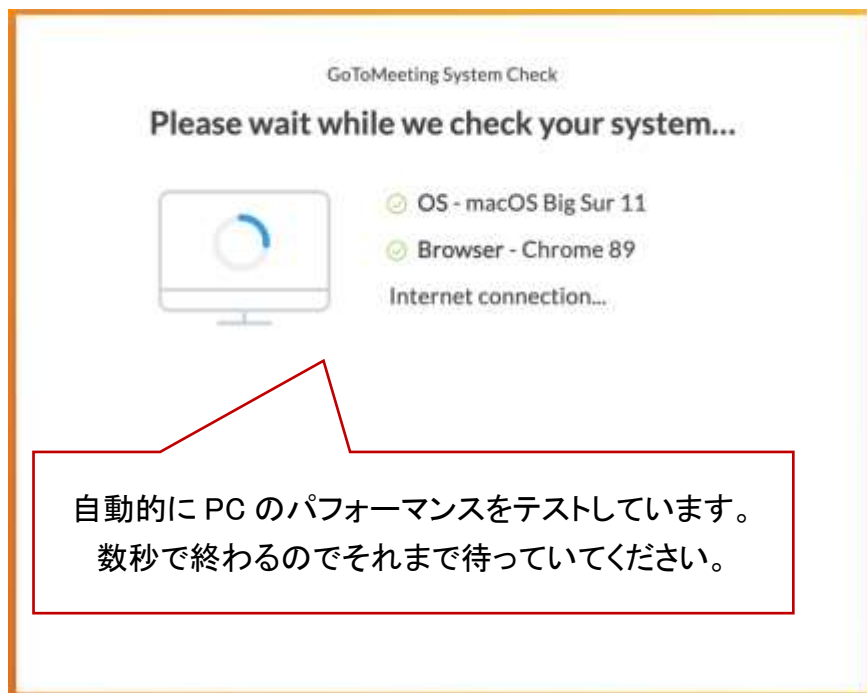 GoToMeeting System Check
Please wait while we check your system...
OS - macOS Big Sur 11
Browser - Chrome 89
Internet connection...
自動的に PC のパフォーマンスをテストしています。
数秒で終わるのでそれまで待っていてください。